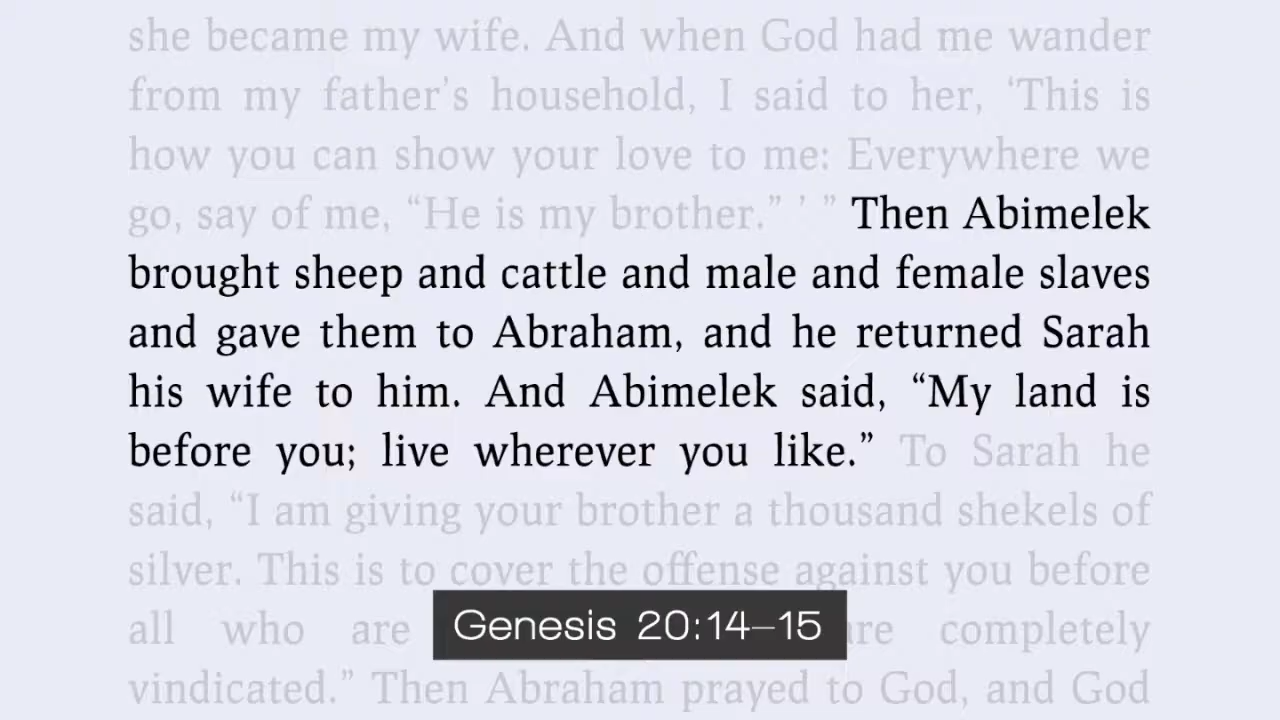 she became my wife. And when God had me wander
from my father's household, I said to her, ‘This is
how you can show your love to me: Everywhere we
go, say of me, “He is my brother.” ’ ” Then Abimelek
brought sheep and cattle and male and female slaves
and gave them to Abraham, and he returned Sarah
his wife to him. And Abimelek said, “My land is
before you; live wherever you like.” To Sarah he
said, “I am giving your brother a thousand shekels of
silver. This is to cover the offense against you before
all who are are completely
Genesis 20:14–15
vindicated.” Then Abraham prayed to God, and God